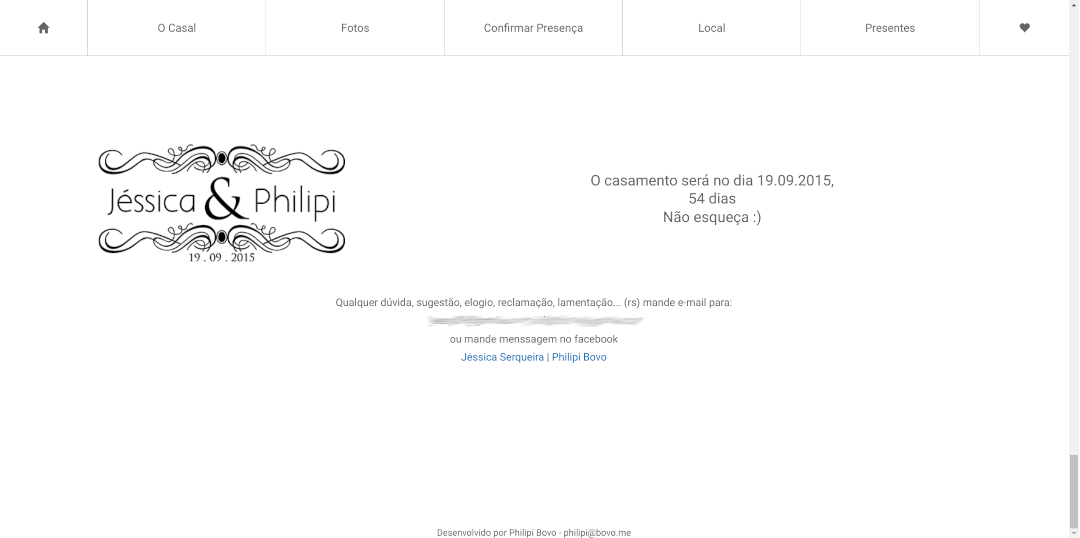 O Casal
Fotos
Confirmar Presença
Local
Presentes
Jéssica & Philipi
19 . 09 . 2015
O casamento será no dia 19.09.2015,
54 dias
Não esqueça :)
Qualquer dúvida, sugestão, elogio, reclamação, lamentação... (rs) mande e-mail para:
ou mande menssagem no facebook
Jéssica Serqueira | Philipi Bovo
Desenvolvido por Philipi Bovo - philipi@bovo.me